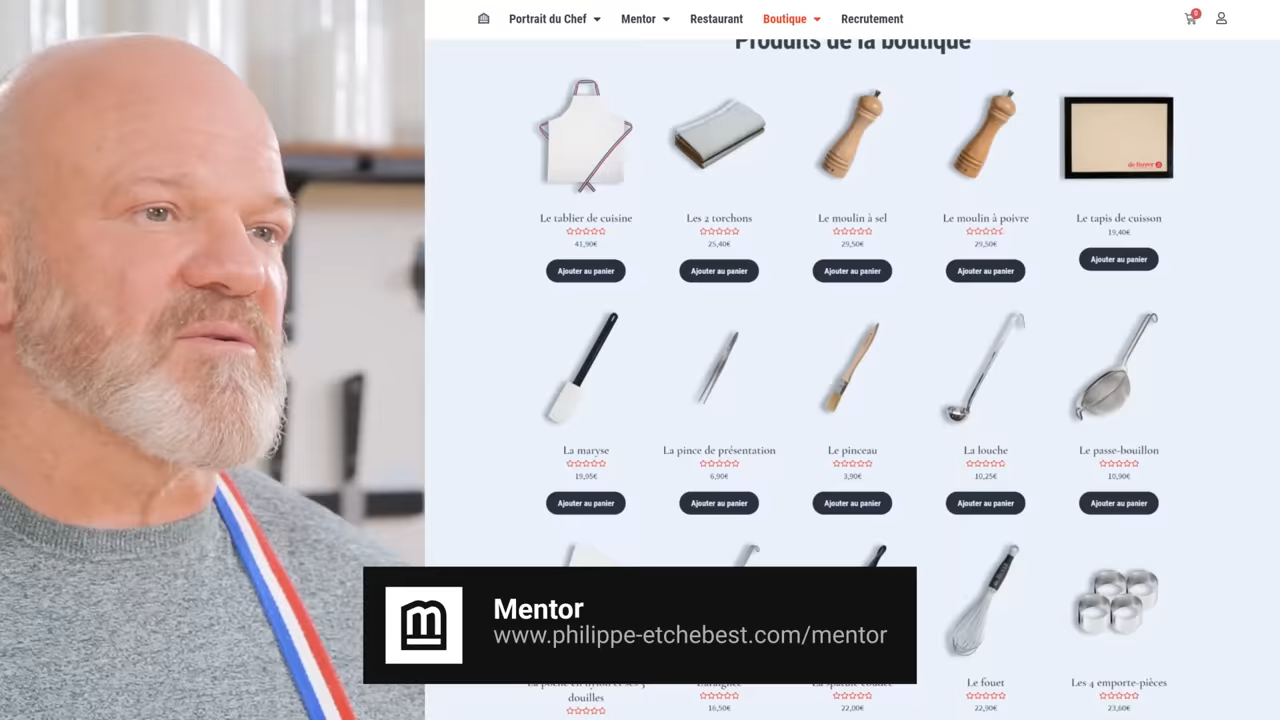 Portrait du Chef
Mentor
Restaurant
Boutique
Recrutement
0
Produits de la boutique
de Buyer
Le tablier de cuisine
Les 2 torchons
Le moulin à sel
Le moulin à poivre
Le tapis de cuisson
41,90€
25,40€
29,50€
29,50€
19,40€
Ajouter au panier
Ajouter au panier
Ajouter au panier
Ajouter au panier
Ajouter au panier
La maryse
La pince de présentation
Le pinceau
La louche
Le passe-bouillon
19,95€
6,90€
3,90€
10,25€
10,90€
Ajouter au panier
Ajouter au panier
Ajouter au panier
Ajouter au panier
Ajouter au panier
m
Mentor
www.philippe-etchebest.com/mentor
douilles
Le fouet
Les 4 emporte-pièces
16,50€
22,00€
22,90€
23,60€